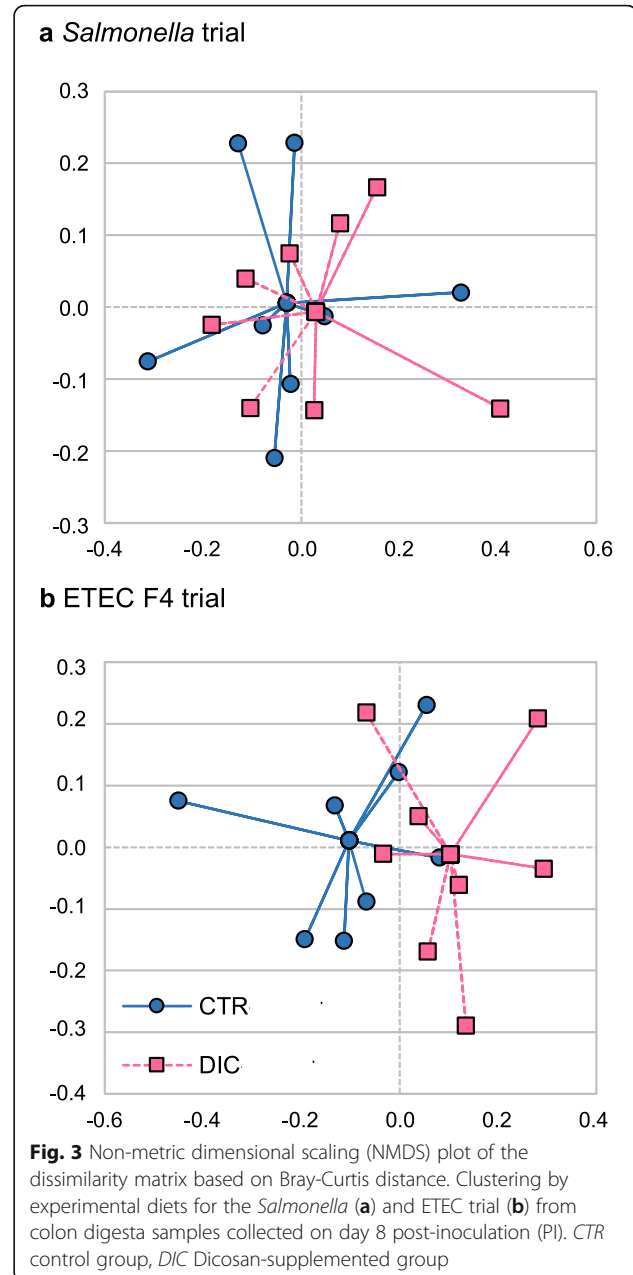 a Salmonella trial
0.3
0.2
0.1
0.0
-0.1
-0.2
-0.3
-0.4 -0.2 0.0 0.2 0.4 0.6
b ETEC F4 trial
0.3
0.2
0.1
0.0
-0.1
-0.2
-0.3
-0.4
CTR
DIC
-0.6 -0.4 -0.2 0.0 0.2 0.4
Fig. 3 Non-metric dimensional scaling (NMDS) plot of the
dissimilarity matrix based on Bray-Curtis distance. Clustering by
experimental diets for the Salmonella (a) and ETEC trial (b) from
colon digesta samples collected on day 8 post-inoculation (PI). CTR
control group, DIC Dicosan-supplemented group